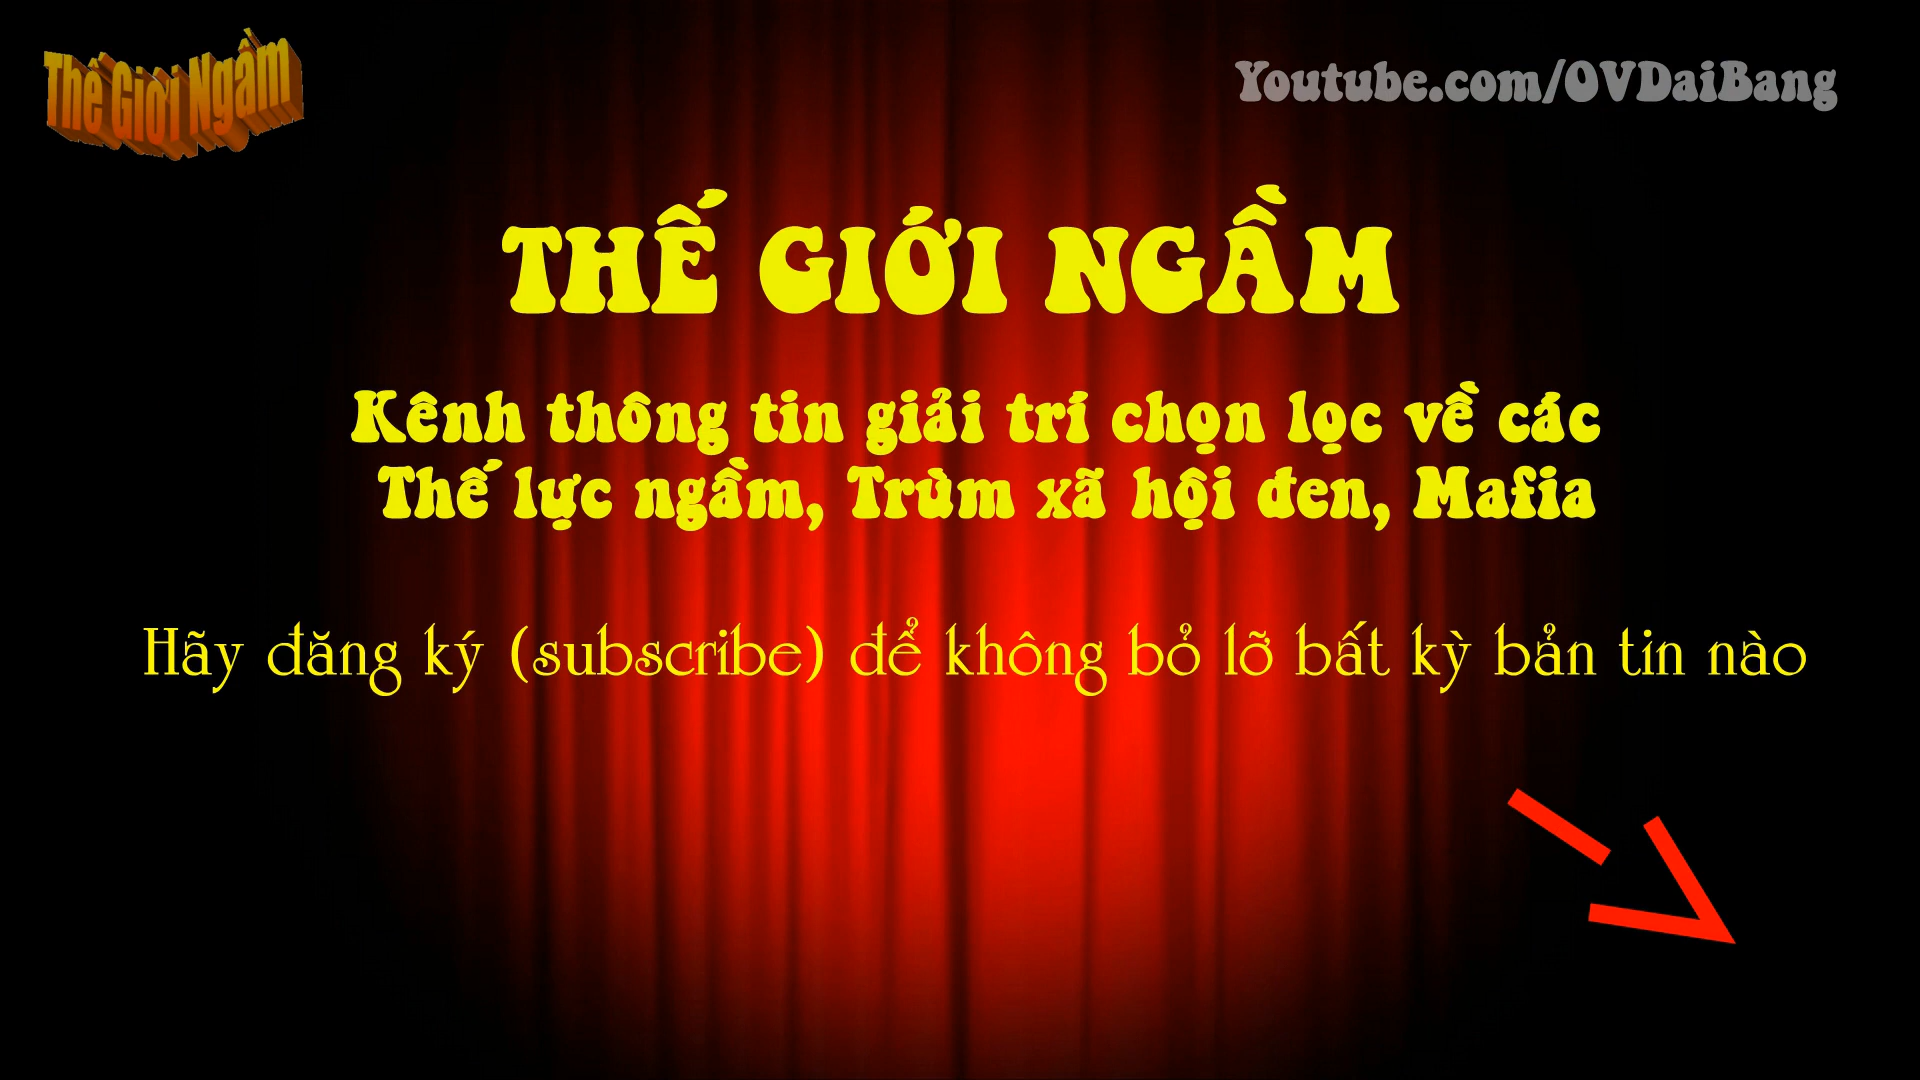 Thế Giới Ngầm
Youtube.com/OVDaiBang
THẾ GIỚI NGẦM
Kênh thông tin giải trí chọn lọc về các
Thế lực ngầm, Trùm xã hội đen, Mafia
Hãy đăng ký (subscribe) để không bỏ lỡ bất kỳ bản tin nào